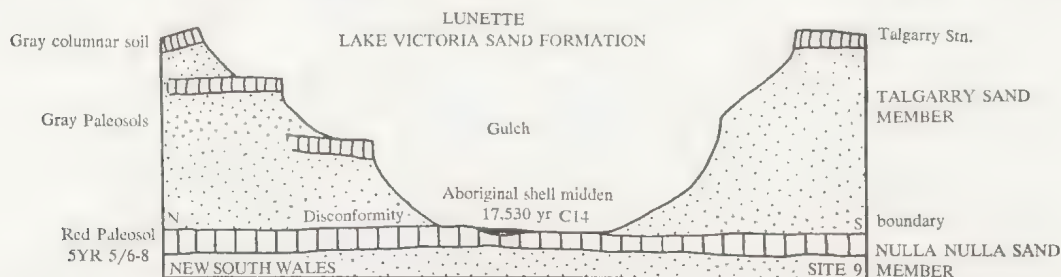 LUNETTE
LAKE VICTORIA SAND FORMATION
Gray columnar soil
Talgarry Stn.
TALGARRY SAND
MEMBER
Gray Paleosols
Gulch
Aboriginal shell midden
17,530 yr C14
N
Disconformity
S
boundary
Red Paleosol
5YR 5/6-8
NULLA NULLA SAND
MEMBER
NEW SOUTH WALES
SITE 9